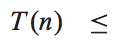 T(n) ≤